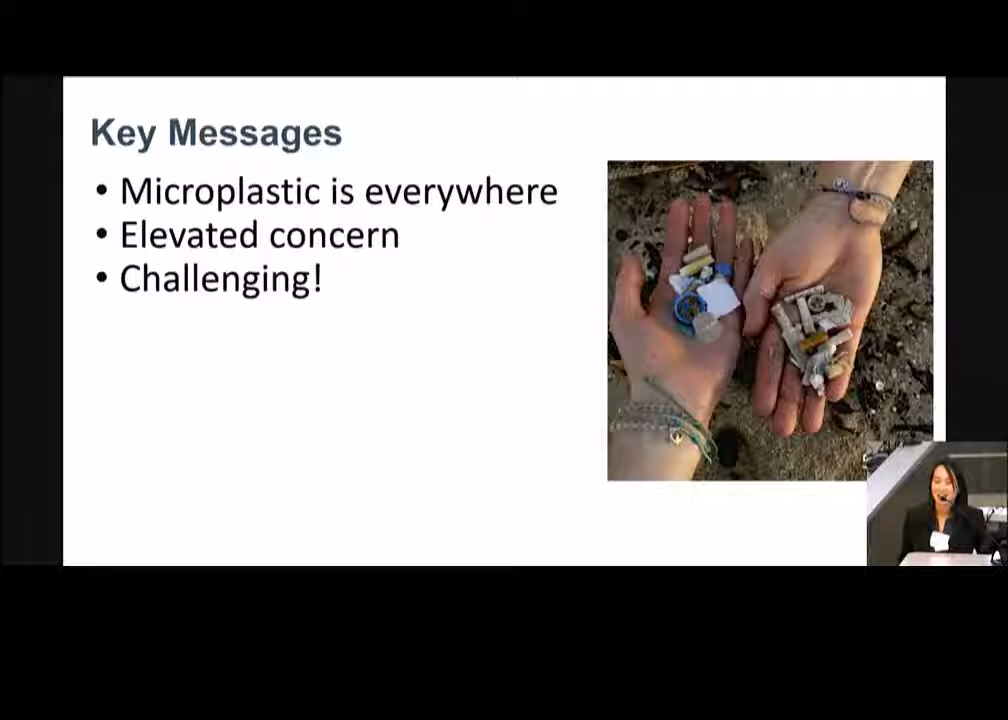 Key Messages
• Microplastic is everywhere
• Elevated concern
• Challenging!